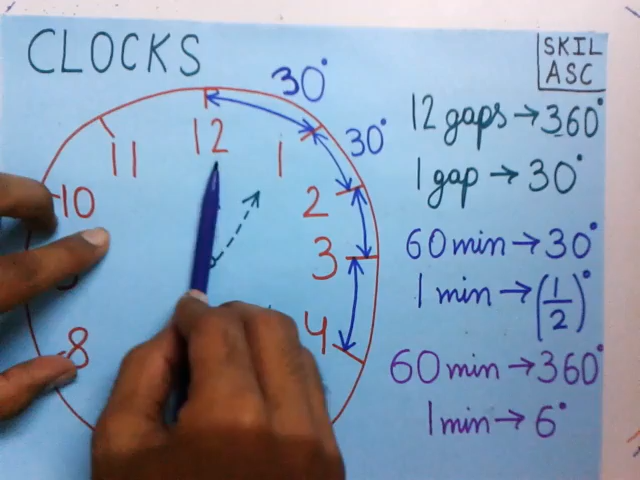 CLOCKS
SKIL
ASC
30°
30°
12
11
1
10
2
3
8
4
12 gaps → 360°
1 gap → 30°
60 min → 30°
1 min → (1/2)°
60 min → 360°
1 min → 6°